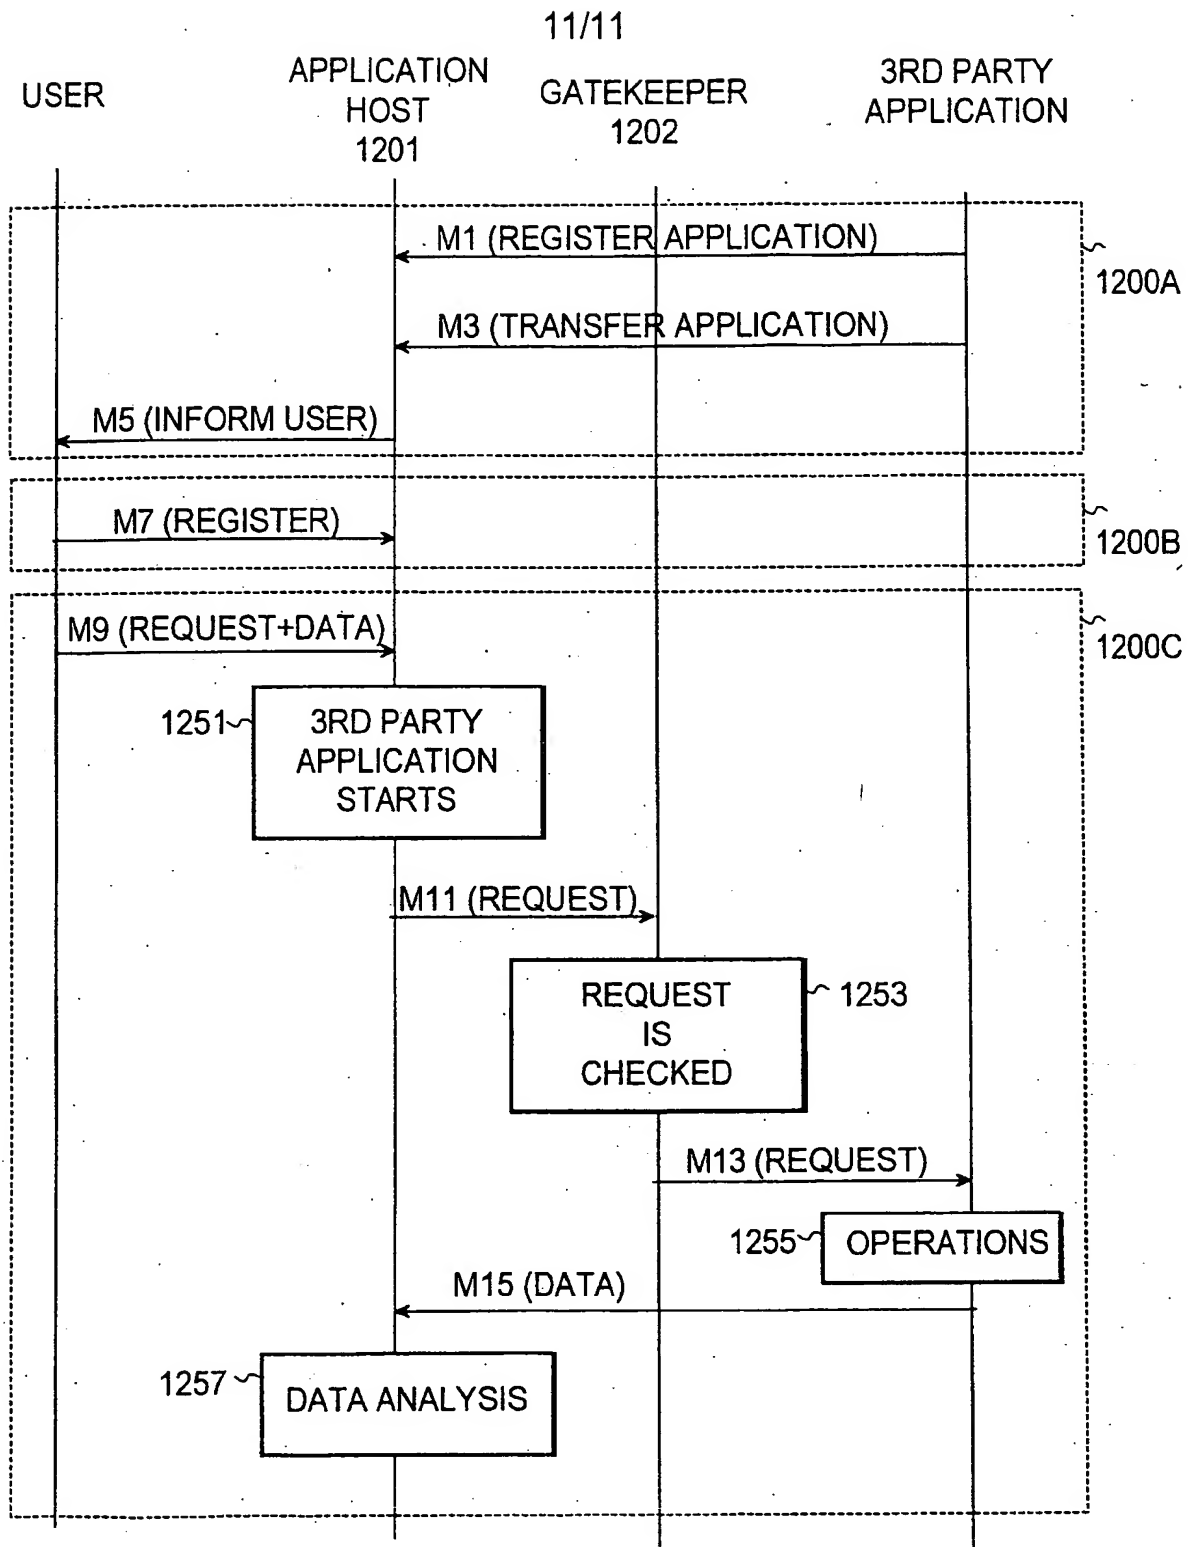 11/11
USER
APPLICATION
HOST
1201
GATEKEEPER
1202
3RD PARTY
APPLICATION
M1 (REGISTER APPLICATION)
1200A
M3 (TRANSFER APPLICATION)
M5 (INFORM USER)
M7 (REGISTER)
1200B
M9 (REQUEST+DATA)
1200C
1251
3RD PARTY
APPLICATION
STARTS
M11 (REQUEST)
REQUEST
IS
CHECKED
1253
M13 (REQUEST)
1255
OPERATIONS
M15 (DATA)
1257
DATA ANALYSIS